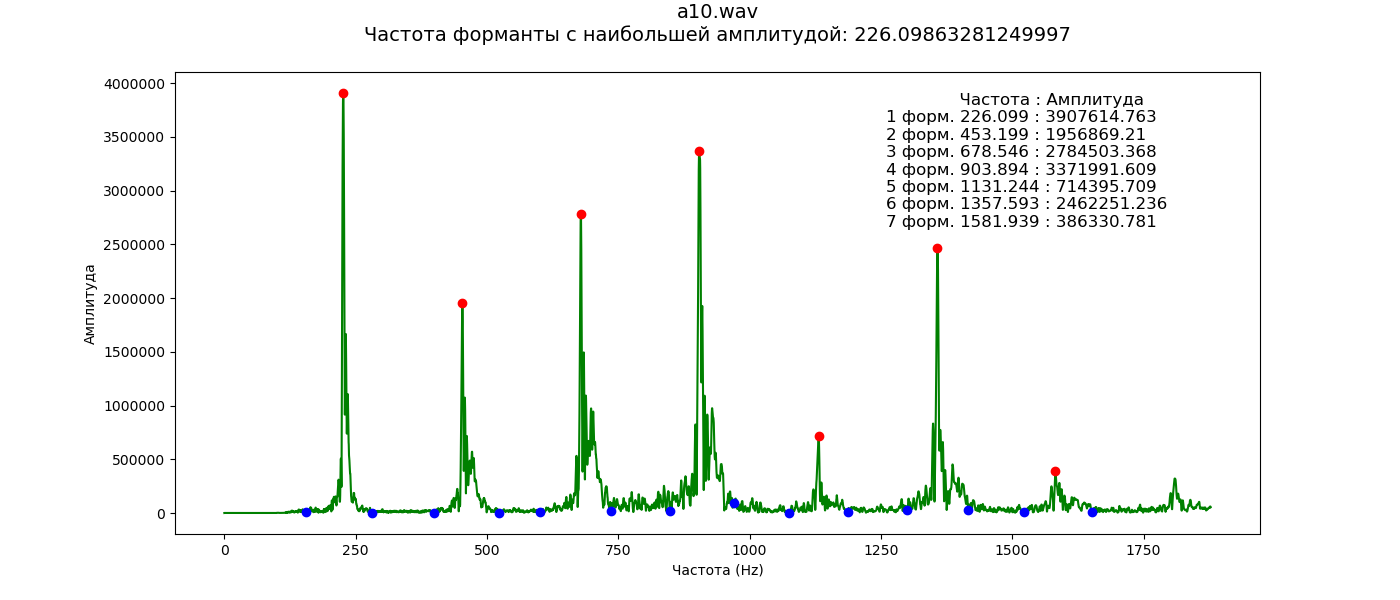 a10.wav
Частота форманты с наибольшей амплитудой: 226.09863281249997
Частота : Амплитуда
1 форм. 226.099 : 3907614.763
2 форм. 453.199 : 1956869.21
3 форм. 678.546 : 2784503.368
4 форм. 903.894 : 3371991.609
5 форм. 1131.244 : 714395.709
6 форм. 1357.593 : 2462251.236
7 форм. 1581.939 : 386330.781
4000000
3500000
3000000
2500000
2000000
1500000
1000000
500000
0
Амплитуда
0 250 500 750 1000 1250 1500 1750
Частота (Hz)